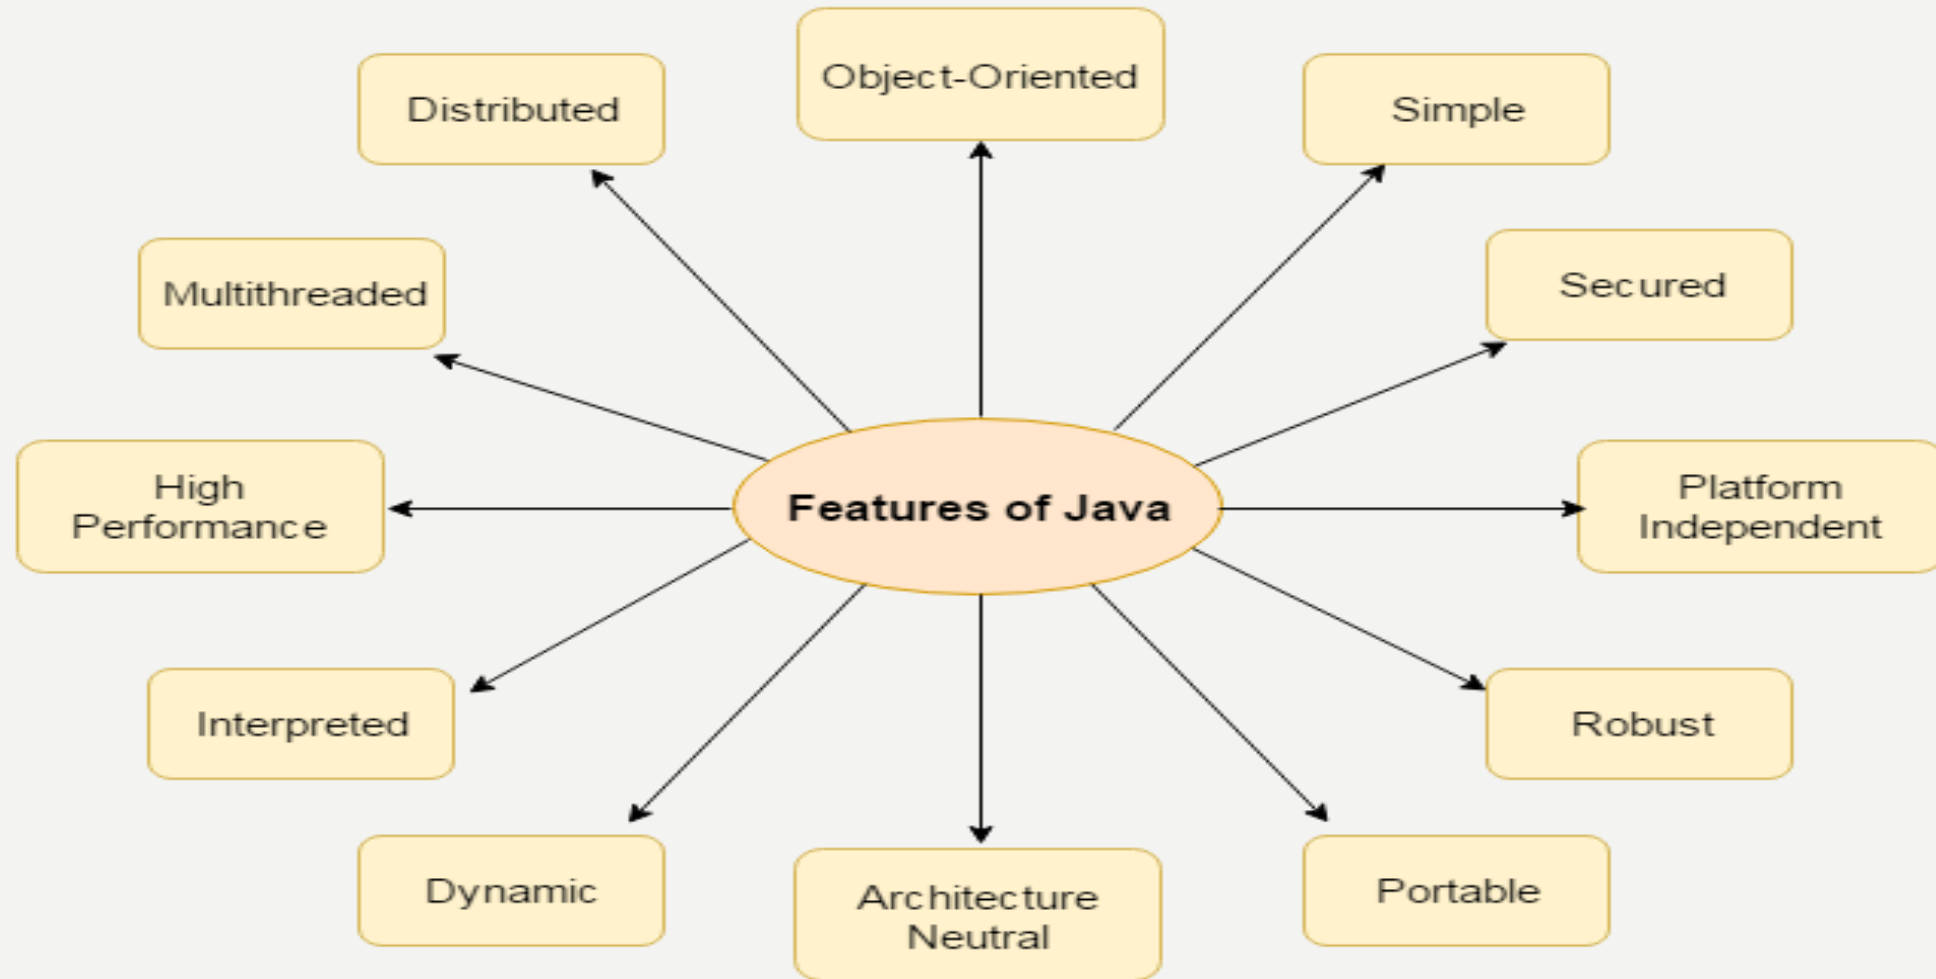 Object-Oriented
Distributed
Simple
Secured
Multithreaded
High
Performance
Features of Java
Platform
Independent
Interpreted
Robust
Dynamic
Architecture
Neutral
Portable